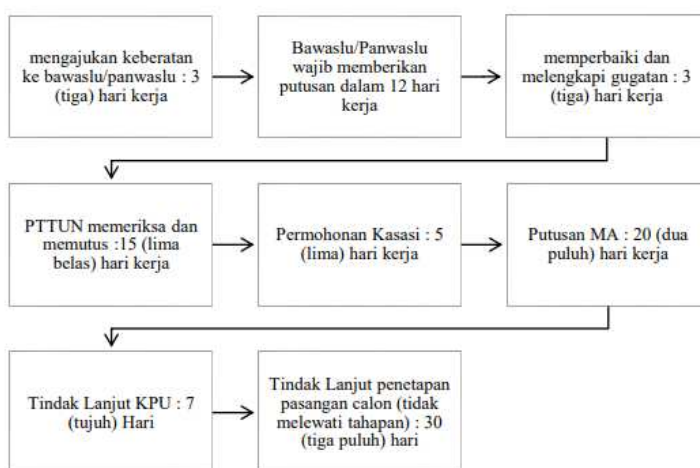 mengajukan keberatan
ke bawaslu/panwaslu : 3
(tiga) hari kerja
Bawaslu/Panwaslu
wajib memberikan
putusan dalam 12 hari
kerja
memperbaiki dan
melengkapi gugatan : 3
(tiga) hari kerja
PTTUN memeriksa dan
memutus :15 (lima
belas) hari kerja
Permohonan Kasasi : 5
(lima) hari kerja
Putusan MA : 20 (dua
puluh) hari kerja
Tindak Lanjut KPU : 7
(tujuh) Hari
Tindak Lanjut penetapan
pasangan calon (tidak
melewati tahapan) : 30
(tiga puluh) hari